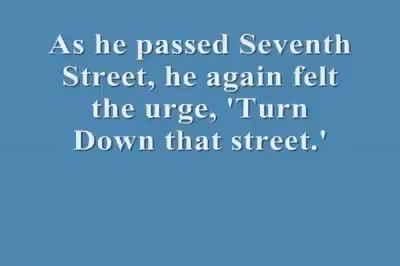 As he passed Seventh
Street, he again felt
the urge, 'Turn
Down that street.'